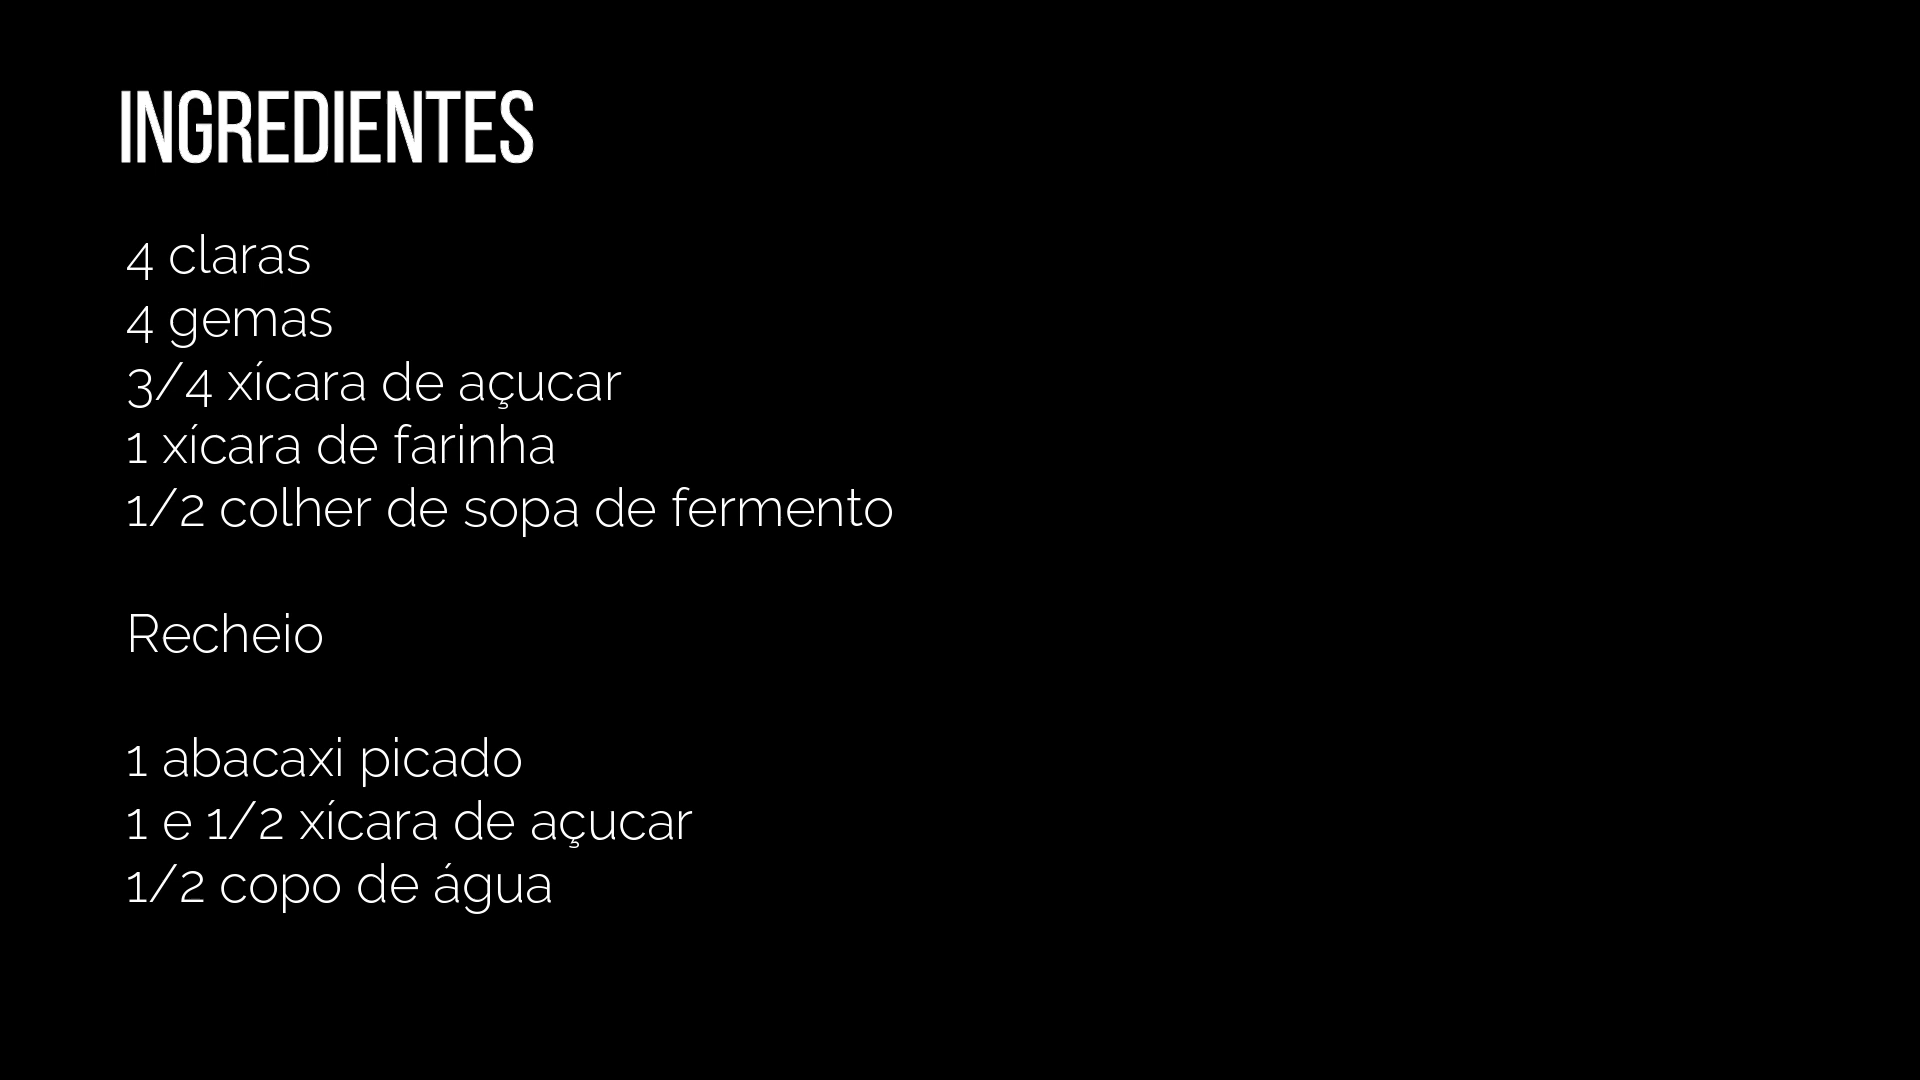 INGREDIENTES
4 claras
4 gemas
3/4 xícara de açucar
1 xícara de farinha
1/2 colher de sopa de fermento
Recheio
1 abacaxi picado
1 e 1/2 xícara de açucar
1/2 copo de água